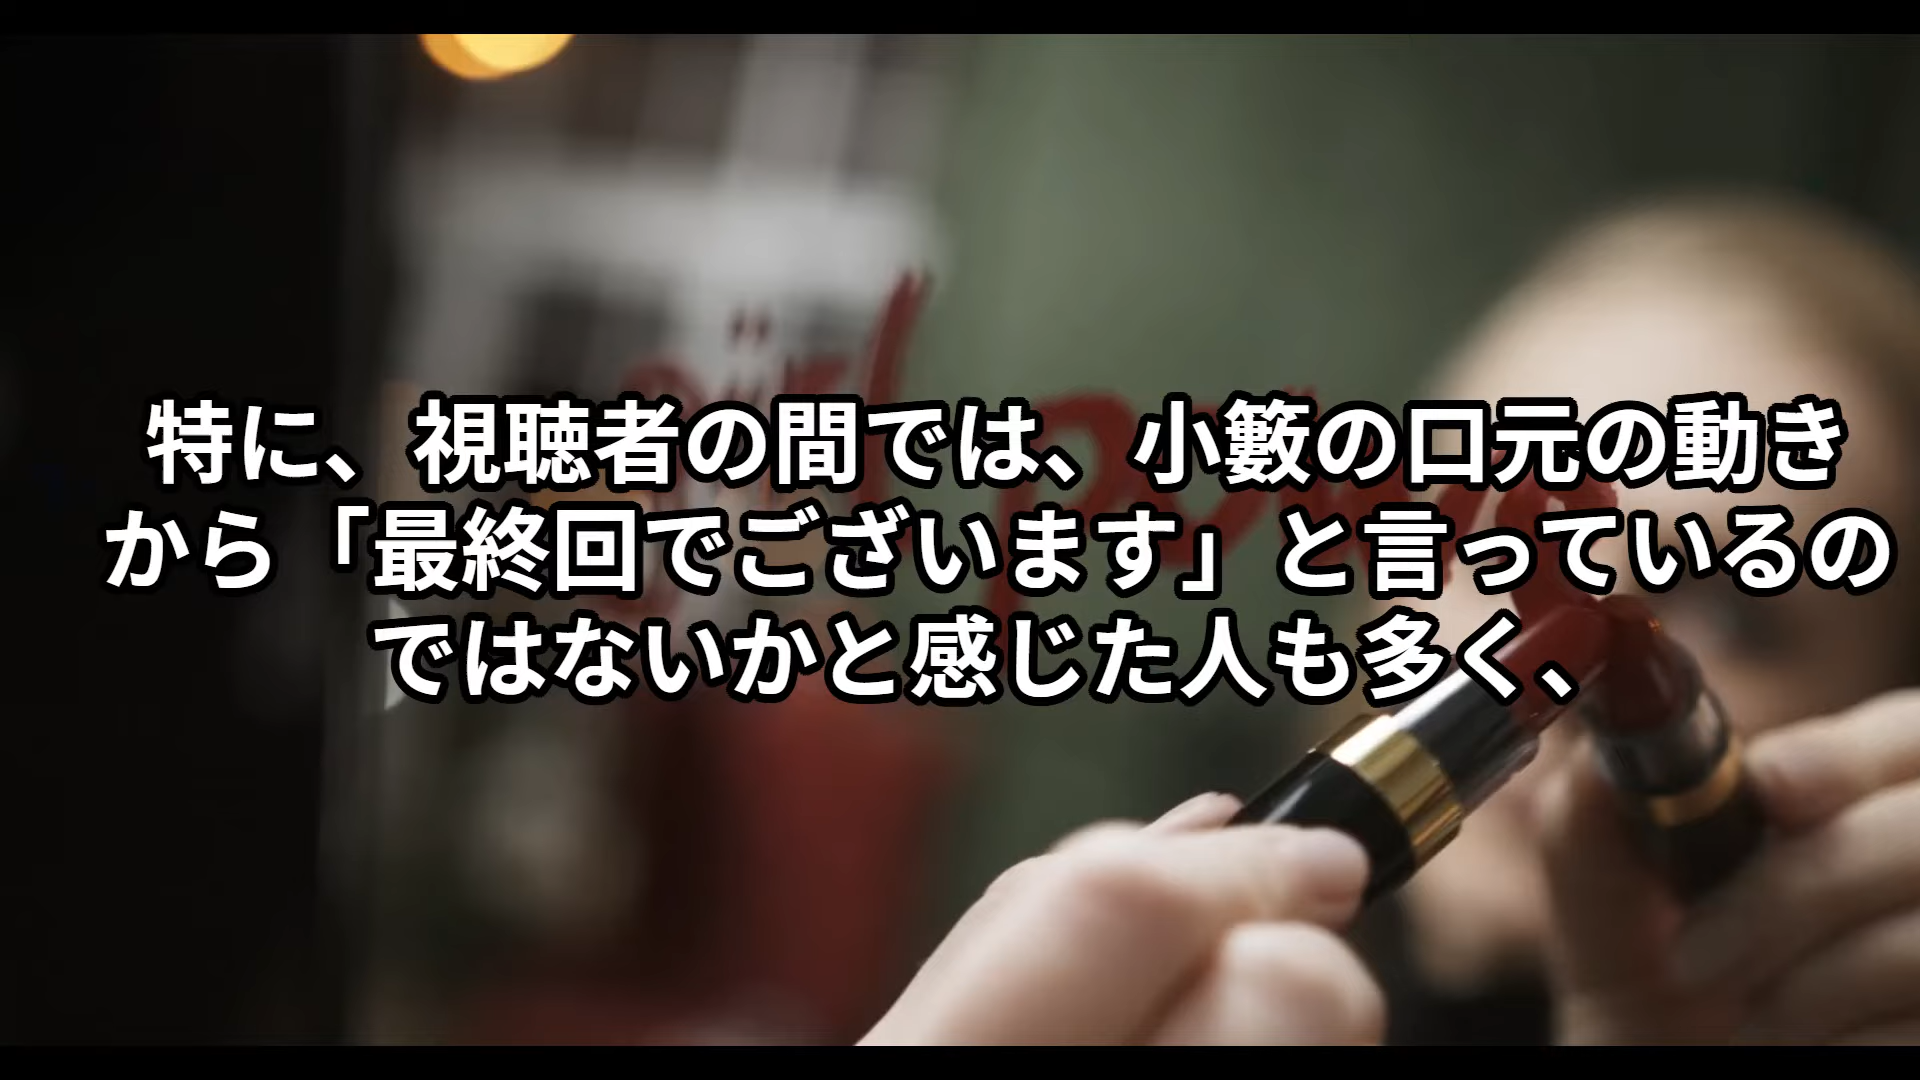 girl
特に、視聴者の間では、小籔の口元の動き
から「最終回でございます」と言っているの
ではないかと感じた人も多く、